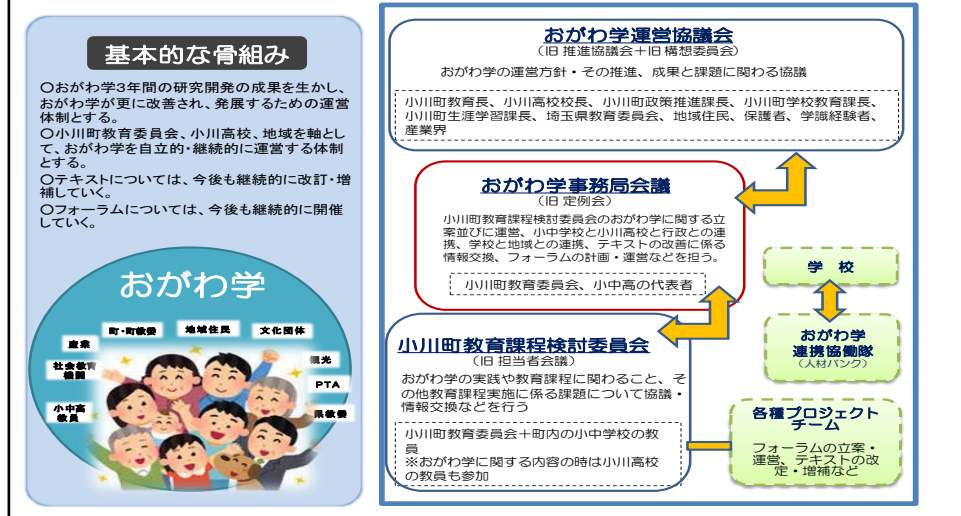 基本的な骨組み
〇おがわ学3年間の研究開発の成果を生かし、
おがわ学が更に改善され、発展するための運営
体制とする。
〇小川町教育委員会、小川高校、地域を軸とし
て、おがわ学を自立的・継続的に運営する体制
とする。
〇テキストについては、今後も継続的に改訂・増
補していく。
〇フォーラムについては、今後も継続的に開催
していく。
おがわ学
産業
町・町教委
地域住民
文化団体
観光
社会教育
機関
PTA
小中高
教員
県教委
おがわ学運営協議会
（旧 推進協議会＋旧 構想委員会）
おがわ学の運営方針・その推進、成果と課題に関わる協議
小川町教育長、小川高校校長、小川町政策推進課長、小川町学校教育課長、
小川町生涯学習課長、埼玉県教育委員会、地域住民、保護者、学識経験者、
産業界
おがわ学事務局会議
（旧 定例会）
小川町教育課程検討委員会のおがわ学に関する立
案並びに運営、小中学校と小川高校と行政との連
携、学校と地域との連携、テキストの改善に係る
情報交換、フォーラムの計画・運営などを担う。
小川町教育委員会、小中高の代表者
小川町教育課程検討委員会
（旧 担当者会議）
おがわ学の実践や教育課程に関わること、そ
の他教育課程実施に係る課題について協議・
情報交換などを行う
小川町教育委員会＋町内の小中学校の教
員
※おがわ学に関する内容の時は小川高校
の教員も参加
学 校
おがわ学
連携協働隊
（人材バンク）
各種プロジェクト
チーム
フォーラムの立案・
運営、テキストの改
定・増補など